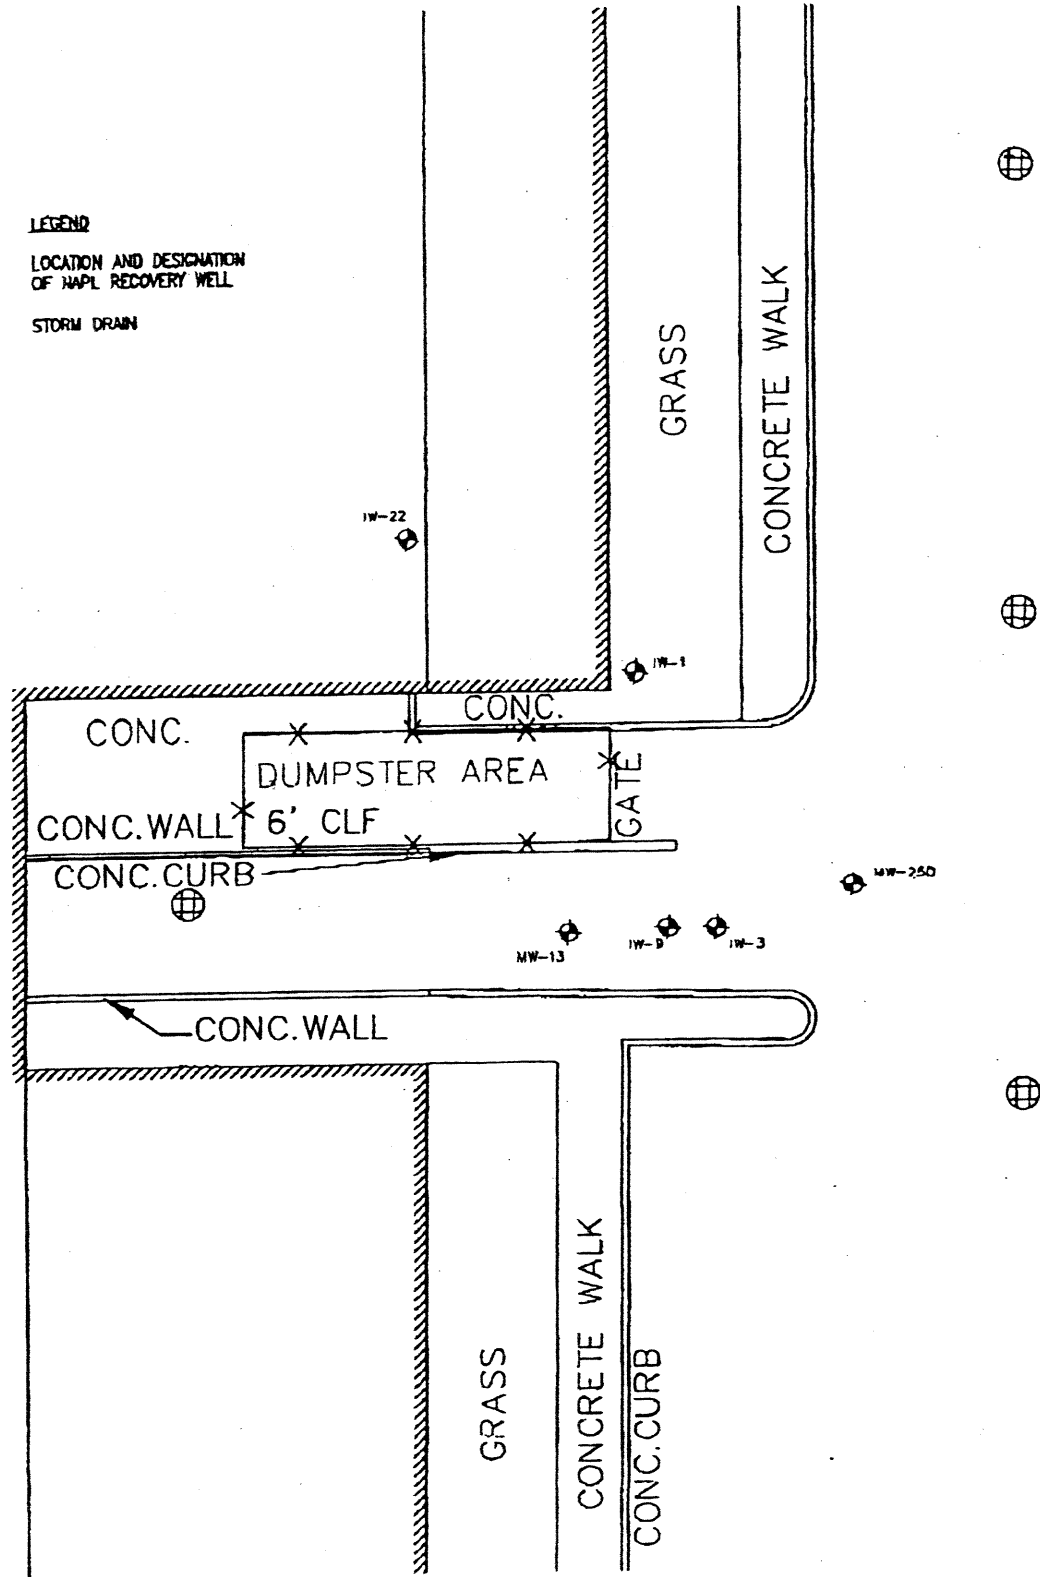 LEGEND
LOCATION AND DESIGNATION
OF NAPL RECOVERY WELL
STORM DRAIN
GRASS
CONCRETE WALK
IW-22
IW-1
CONC.
CONC.
DUMPSTER AREA
6' CLF
GATE
CONC.WALL
CONC.CURB
MW-25D
MW-13
IW-9
IW-3
CONC.WALL
GRASS
CONCRETE WALK
CONC.CURB